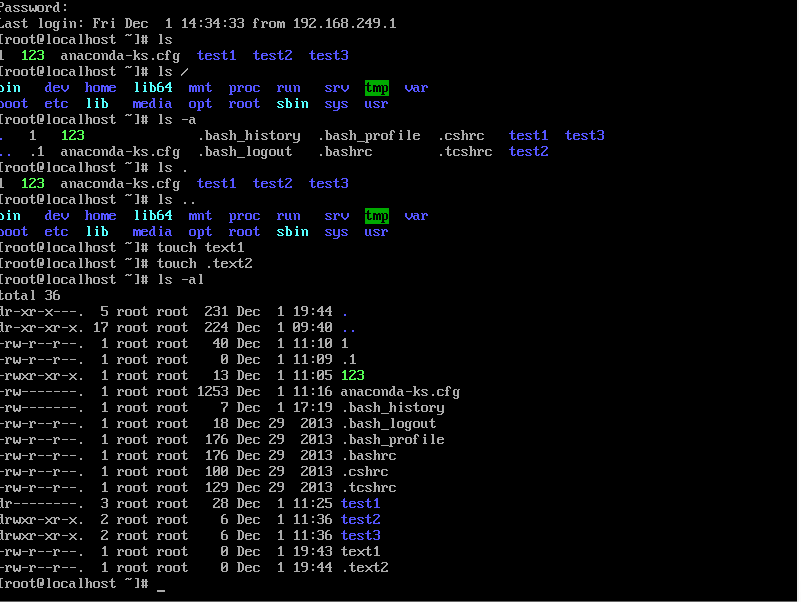 Password:
Last login: Fri Dec  1 14:34:33 from 192.168.249.1
[root@localhost ~]# ls
1  123  anaconda-ks.cfg  test1  test2  test3
[root@localhost ~]# ls /
bin   dev  home  lib64  mnt  proc  run   srv  tmp  var
boot  etc  lib   media  opt  root  sbin  sys  usr
[root@localhost ~]# ls -a
.   1   123              .bash_history  .bash_profile  .cshrc   test1  test3
..  .1  anaconda-ks.cfg  .bash_logout   .bashrc        .tcshrc  test2
[root@localhost ~]# ls .
1  123  anaconda-ks.cfg  test1  test2  test3
[root@localhost ~]# ls ..
bin   dev  home  lib64  mnt  proc  run   srv  tmp  var
boot  etc  lib   media  opt  root  sbin  sys  usr
[root@localhost ~]# touch text1
[root@localhost ~]# touch .text2
[root@localhost ~]# ls -al
total 36
dr-xr-x---.  5 root root  231 Dec  1 19:44 .
dr-xr-xr-x. 17 root root  224 Dec  1 09:40 ..
-rw-r--r--.  1 root root   40 Dec  1 11:10 1
-rw-r--r--.  1 root root    0 Dec  1 11:09 .1
-rwxr-xr-x.  1 root root   13 Dec  1 11:05 123
-rw-------.  1 root root 1253 Dec  1 11:16 anaconda-ks.cfg
-rw-------.  1 root root    7 Dec  1 17:19 .bash_history
-rw-r--r--.  1 root root   18 Dec 29  2013 .bash_logout
-rw-r--r--.  1 root root  176 Dec 29  2013 .bash_profile
-rw-r--r--.  1 root root  176 Dec 29  2013 .bashrc
-rw-r--r--.  1 root root  100 Dec 29  2013 .cshrc
-rw-r--r--.  1 root root  129 Dec 29  2013 .tcshrc
dr--------.  3 root root   28 Dec  1 11:25 test1
drwxr-xr-x.  2 root root    6 Dec  1 11:36 test2
drwxr-xr-x.  2 root root    6 Dec  1 11:36 test3
-rw-r--r--.  1 root root    0 Dec  1 19:43 text1
-rw-r--r--.  1 root root    0 Dec  1 19:44 .text2
[root@localhost ~]# _